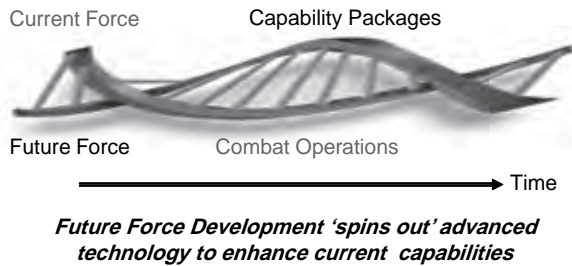 Current Force
Capability Packages
Future Force
Combat Operations
Time
Future Force Development ‘spins out’ advanced
technology to enhance current capabilities